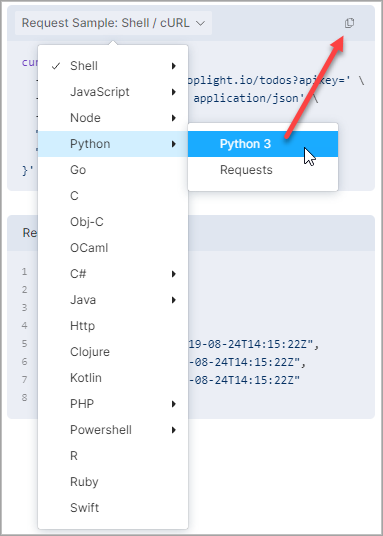 Request Sample: Shell / cURL
cu
Shell
oplight.io/todos?apikey=' \
JavaScript
application/json' \
Node
Python
Python 3
}'
Go
Requests
C
Obj-C
Re
OCaml
1
C#
2
Java
3
4
Http
5
19-08-24T14:15:22Z",
Clojure
6
-08-24T14:15:22Z",
Kotlin
7
-08-24T14:15:22Z"
8
PHP
Powershell
R
Ruby
Swift